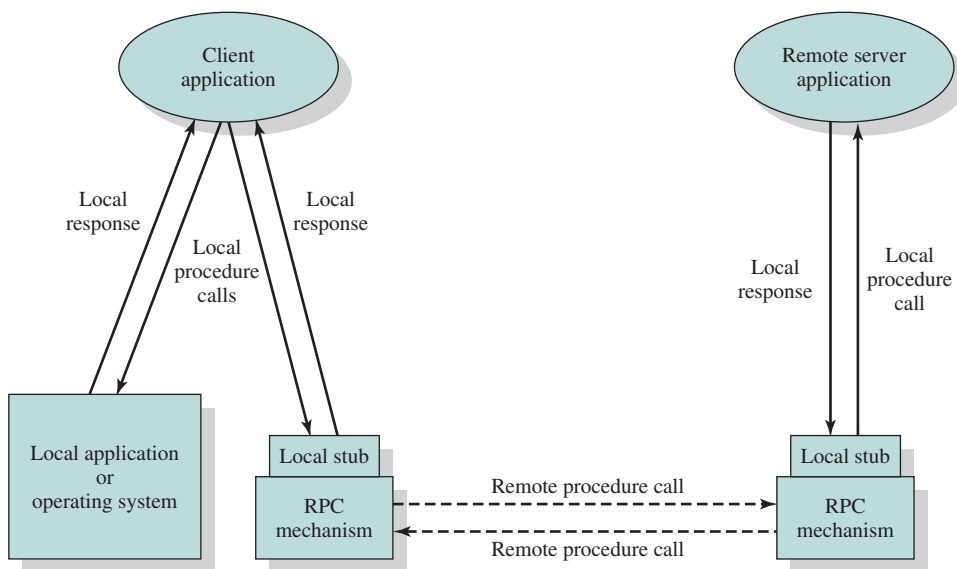 Client
application
Remote server
application
Local
response
Local
procedure
calls
Local
response
Local
response
Local
procedure
call
Local application
or
operating system
Local stub
RPC
mechanism
Remote procedure call
Remote procedure call
Local stub
RPC
mechanism